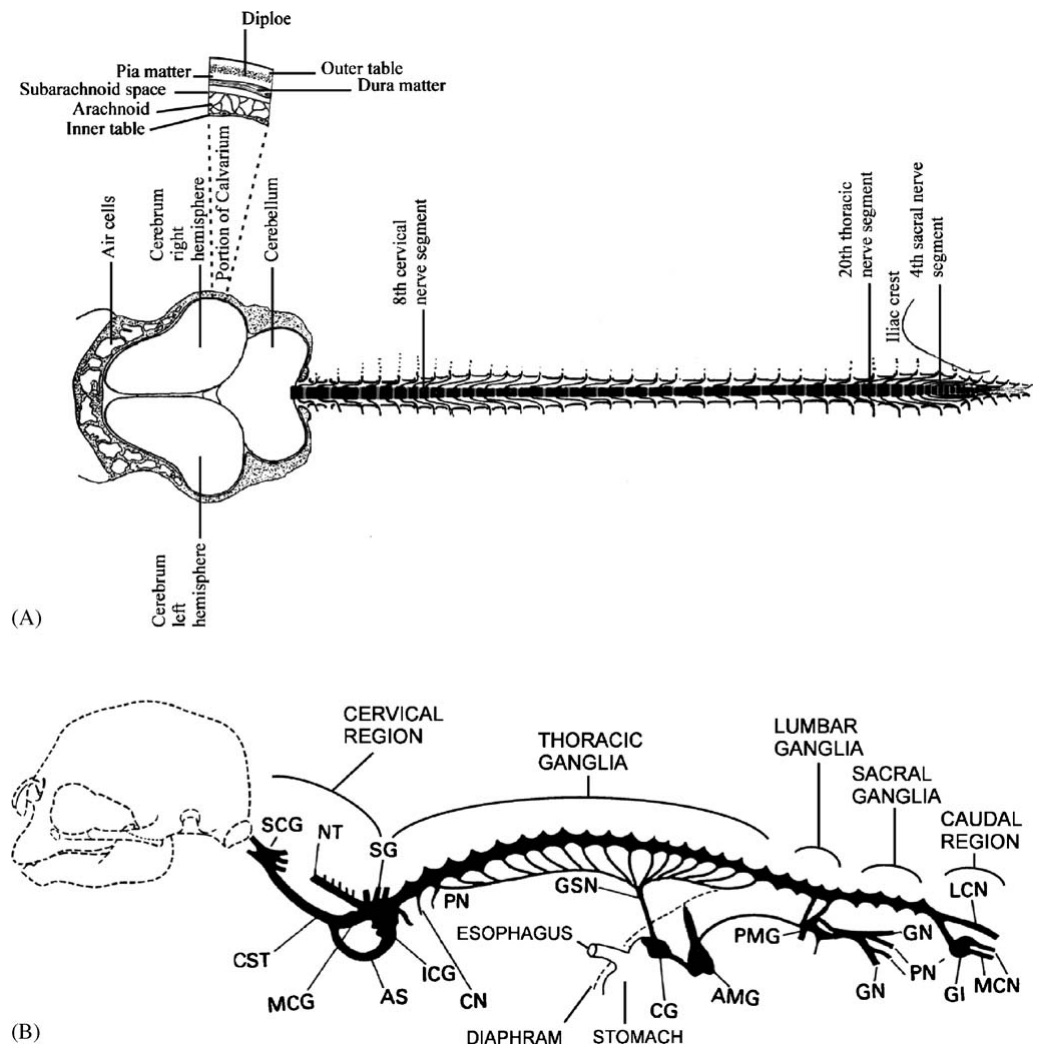 Diploe
Pia matter
Outer table
Subarachnoid space
Dura matter
Arachnoid
Inner table
Air cells
Cerebrum
right
hemisphere
Portion of Calvarium
Cerebellum
8th cervical
nerve segment
20th thoracic
nerve segment
Iliac crest
4th sacral nerve
segment
Cerebrum
left
hemisphere
(A)
CERVICAL
REGION
THORACIC
GANGLIA
LUMBAR
GANGLIA
SACRAL
GANGLIA
CAUDAL
REGION
SCG
NT
SG
PN
GSN
LCN
ESOPHAGUS
PMG
GN
CST
ICG
PN
MCG
AS
CN
CG
AMG
GN
GI
MCN
DIAPHRAM
STOMACH
(B)